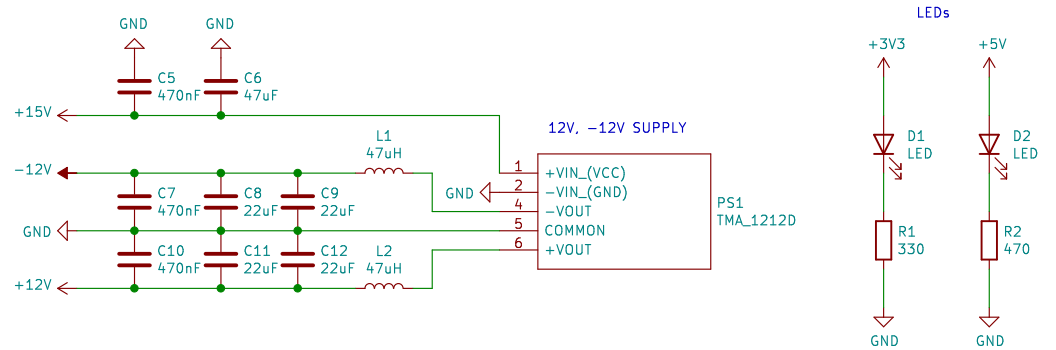 LEDs
GND
GND
+3V3
+5V
C5
470nF
C6
47uF
+15V
12V, -12V SUPPLY
L1
47uH
D1
LED
D2
LED
-12V
1
+VIN_(VCC)
GND
2
-VIN_(GND)
C7
470nF
C8
22uF
C9
22uF
4
-VOUT
PS1
TMA_1212D
GND
5
COMMON
R1
330
R2
470
6
+VOUT
C10
470nF
C11
22uF
C12
22uF
L2
47uH
+12V
GND
GND